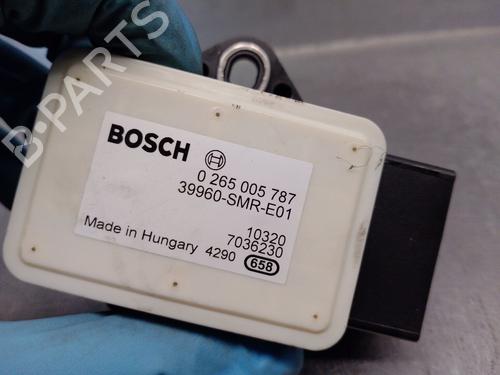 B-PARTS
BOSCH
0 265 005 787
39960-SMR-E01
10320
7036230
Made in Hungary 4290 658